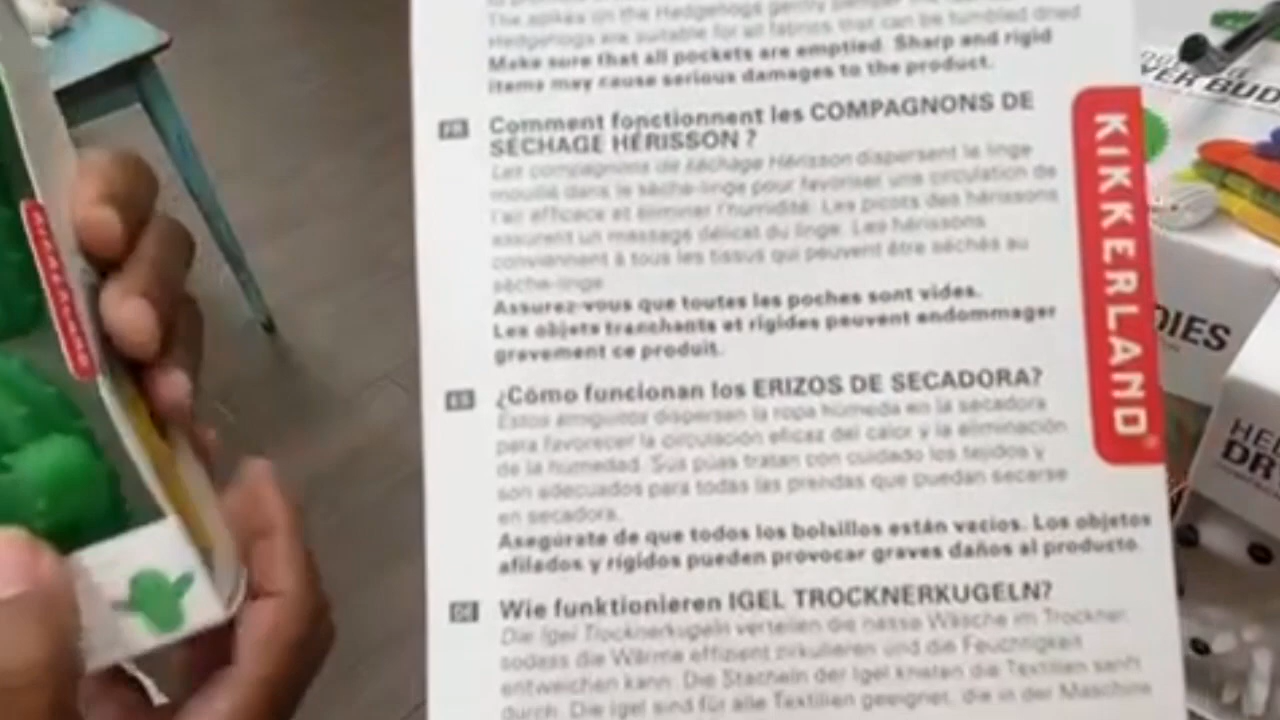 The spikes on the Hedgehogs gently
Hedgehogs are suitable for all fabrics that can be tumbled dried
Make sure that all pockets are emptied. Sharp and rigid
items may cause serious damages to the product.
FR Comment fonctionnent les COMPAGNONS DE
SÉCHAGE HÉRISSON ?
Les compagnons de séchage Hérisson dispersent le linge
mouillé dans le sèche-linge pour favoriser une circulation de
l'air efficace et éliminer l'humidité. Les picots des hérissons
assurent un massage délicat du linge. Les hérissons
conviennent à tous les tissus qui peuvent être séchés au
sèche-linge
Assurez-vous que toutes les poches sont vides.
Les objets tranchants et rigides peuvent endommager
gravement ce produit.
ES ¿Cómo funcionan los ERIZOS DE SECADORA?
Estos amiguitos dispersan la ropa húmeda en la secadora
para favorecer la circulación eficaz del calor y la eliminación
de la humedad. Sus púas tratan con cuidado los tejidos y
son adecuados para todas las prendas que puedan secarse
en secadora.
Asegúrate de que todos los bolsillos están vacios. Los objetos
afilados y rígidos pueden provocar graves daños al producto.
DE Wie funktionieren IGEL TROCKNERKUGELN?
Die Igel Trocknerkugeln verteilen die nasse Wäsche im Trockner,
sodass die Wärme effizient zirkulieren und die Feuchtigkeit
entweichen kann. Die Stacheln der Igel kneten die Textilien sanft
durch. Die Igel sind für alle Textilien geeignet, die in der Maschine
KIKKERLAND
KIKKERLAND
YER BUD
DIES
HE
DR